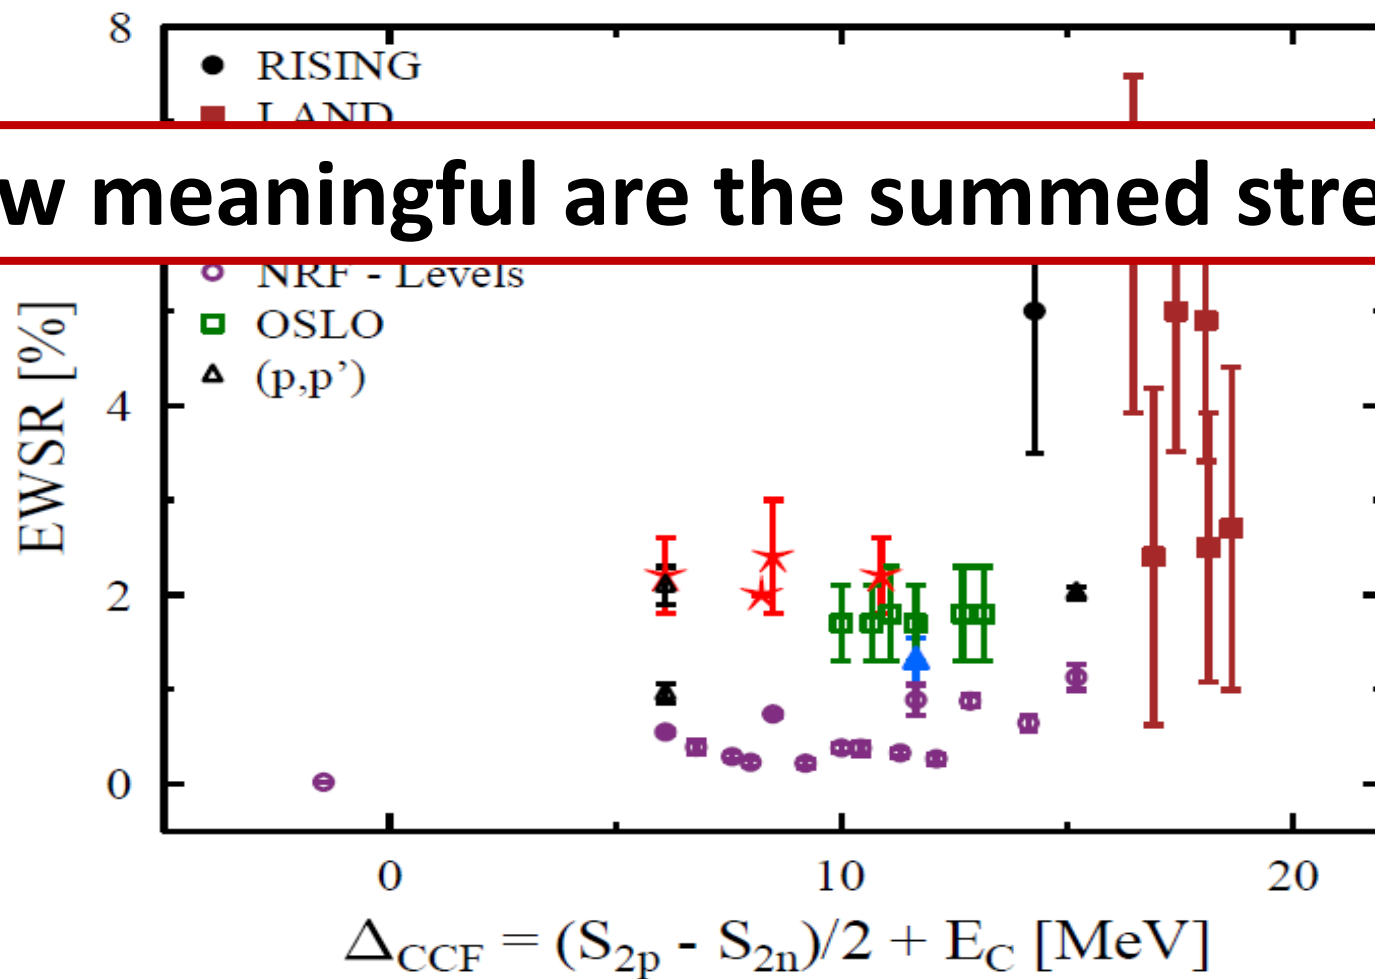 8
RISING
LAND
meaningful are the summed
NRF - Levels
OSLO
(p,p’)
EWSR [%]
4
2
0
0 10 20
ΔCCF = (S2p - S2n)/2 + EC [MeV]